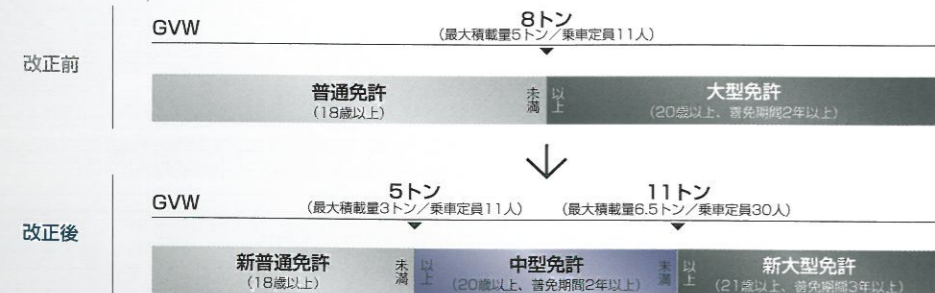 改正前
GVW
8トン
(最大積載量5トン/乗車定員11人)
普通免許
(18歳以上)
未満
以上
大型免許
(20歳以上、普免期間2年以上)
改正後
GVW
5トン
(最大積載量3トン/乗車定員11人)
11トン
(最大積載量6.5トン/乗車定員30人)
新普通免許
(18歳以上)
未満
以上
中型免許
(20歳以上、普免期間2年以上)
未満
以上
新大型免許
(21歳以上、普免期間3年以上)